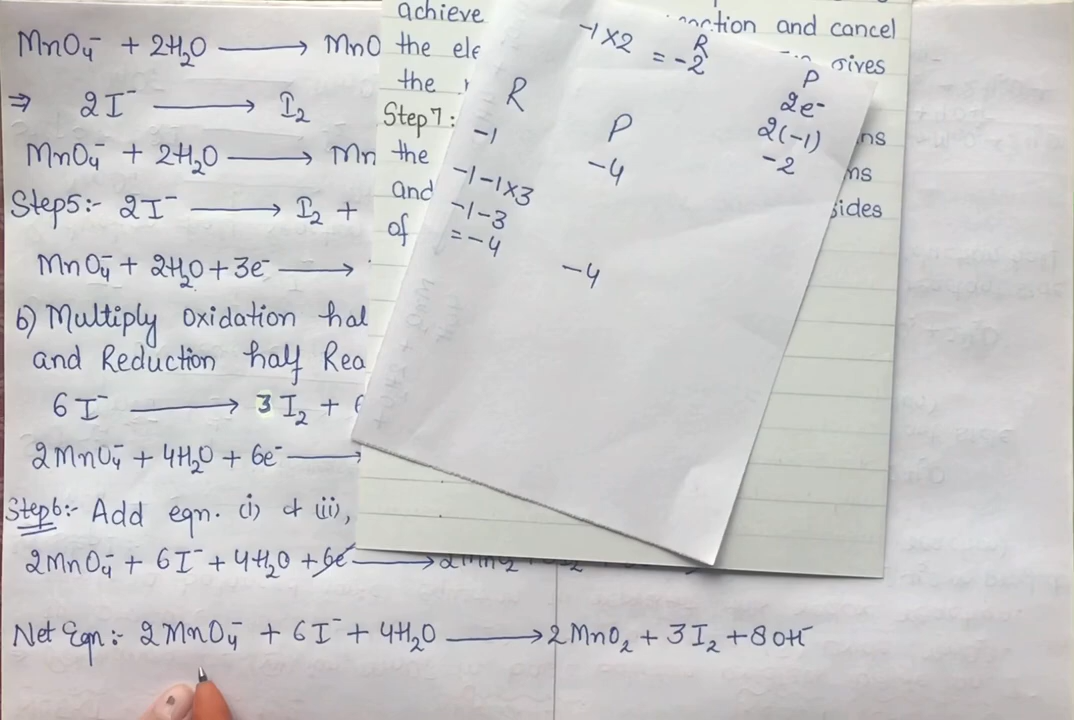 MnO₄⁻ + 2H₂O ⟶ MnO
⇒ 2I⁻ ⟶ I₂
MnO₄⁻ + 2H₂O ⟶ Mn
Step5:- 2I⁻ ⟶ I₂ +
MnO₄⁻ + 2H₂O + 3e⁻ ⟶
6) Multiply oxidation hal
and Reduction half Rea
6I⁻ ⟶ 3I₂ + 6
2MnO₄⁻ + 4H₂O + 6e⁻ ⟶
Step6:- Add eqn. (i) & (ii),
2MnO₄⁻ + 6I⁻ + 4H₂O + 6e⁻ ⟶ 2MnO₂
Net Eqn:- 2MnO₄⁻ + 6I⁻ + 4H₂O ⟶ 2MnO₂ + 3I₂ + 8OH⁻
achieve
and cancel
the ele
gives
the
Step7:
the
and
of
sides
R
-1
-1-1×3
-1-3
=-4
P
-4
-4
-1×2
R
=-2
P
2e⁻
2(-1)
-2